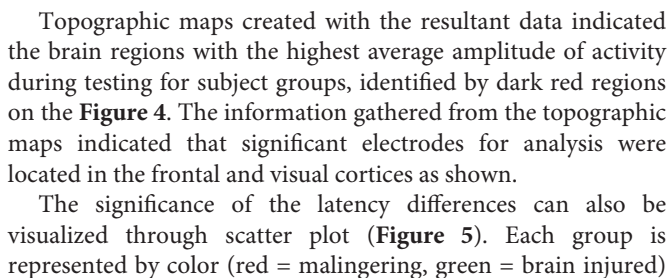 Topographic maps created with the resultant data indicated
the brain regions with the highest average amplitude of activity
during testing for subject groups, identified by dark red regions
on the Figure 4. The information gathered from the topographic
maps indicated that significant electrodes for analysis were
located in the frontal and visual cortices as shown.
The significance of the latency differences can also be
visualized through scatter plot (Figure 5). Each group is
represented by color (red = malingering, green = brain injured)